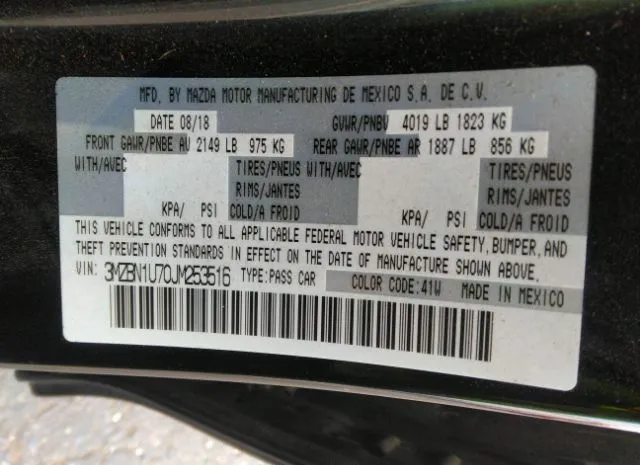 MFD. BY MAZDA MOTOR MANUFACTURING DE MEXICO S.A. DE C.V.
DATE 08/18 GVWR/PNBV 4019 LB 1823 KG
FRONT GAWR/PNBE AV 2149 LB 975 KG REAR GAWR/PNBE AR 1887 LB 856 KG
WITH/AVEC TIRES/PNEUS WITH/AVEC TIRES/PNEUS
RIMS/JANTES RIMS/JANTES
KPA/ PSI COLD/A FROID KPA/ PSI COLD/A FROID
THIS VEHICLE CONFORMS TO ALL APPLICABLE FEDERAL MOTOR VEHICLE SAFETY, BUMPER, AND
THEFT PREVENTION STANDARDS IN EFFECT ON THE DATE OF MANUFACTURE SHOWN ABOVE.
VIN: 3MZBN1U70JM253516 TYPE:PASS CAR COLOR CODE:41W MADE IN MEXICO